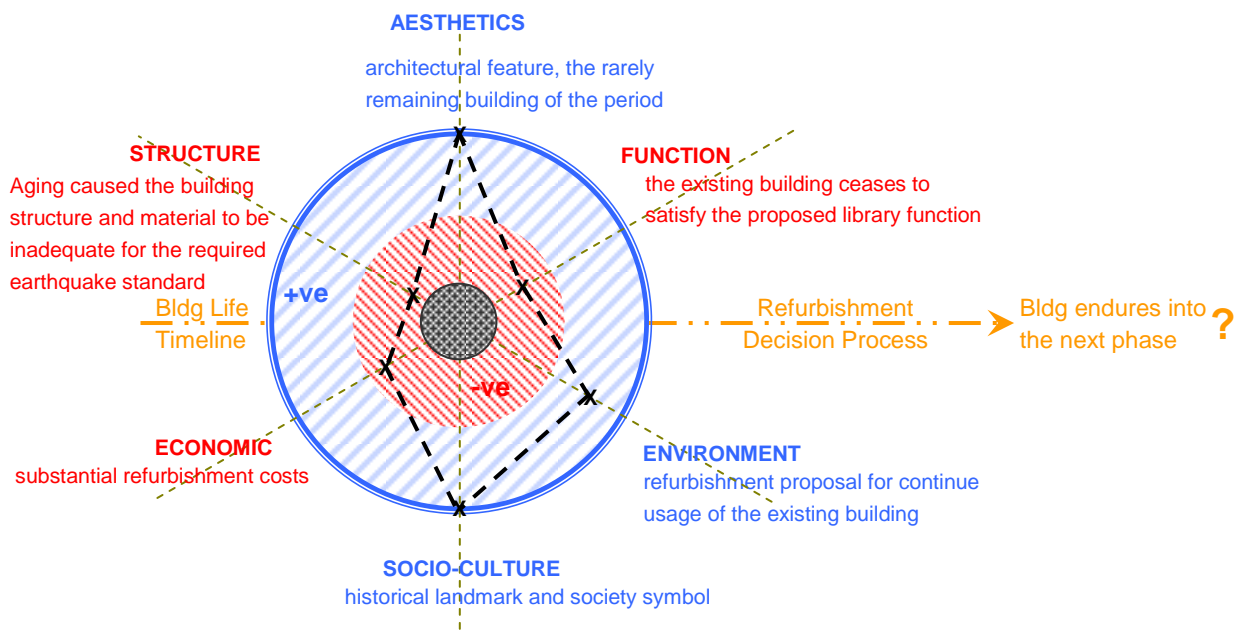 AESTHETICS
architectural feature, the rarely
remaining building of the period
STRUCTURE
Aging caused the building
structure and material to be
inadequate for the required
earthquake standard
FUNCTION
the existing building ceases to
satisfy the proposed library function
+ve
-ve
Bldg Life
Timeline
Refurbishment
Decision Process
Bldg endures into
the next phase
?
ECONOMIC
substantial refurbishment costs
ENVIRONMENT
refurbishment proposal for continue
usage of the existing building
SOCIO-CULTURE
historical landmark and society symbol
x
x
x
x
x
x